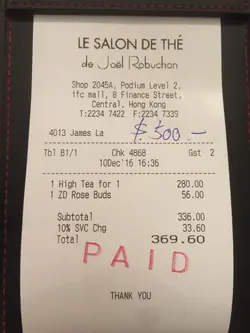 LE SALON DE THÉ
de Joël Robuchon
Shop 2045A, Podium Level 2,
ifc mall, 8 Finance Street,
Central, Hong Kong
T:2234 7422 F:2234 7339
4013 James La $500.-
Tbl B1/1 Chk 4868 Gst 2
10Dec'16 16:36
1 High Tea for 1 280.00
1 ZD Rose Buds 56.00
Subtotal 336.00
10% SVC Chg 33.60
Total 369.60
PAID
THANK YOU